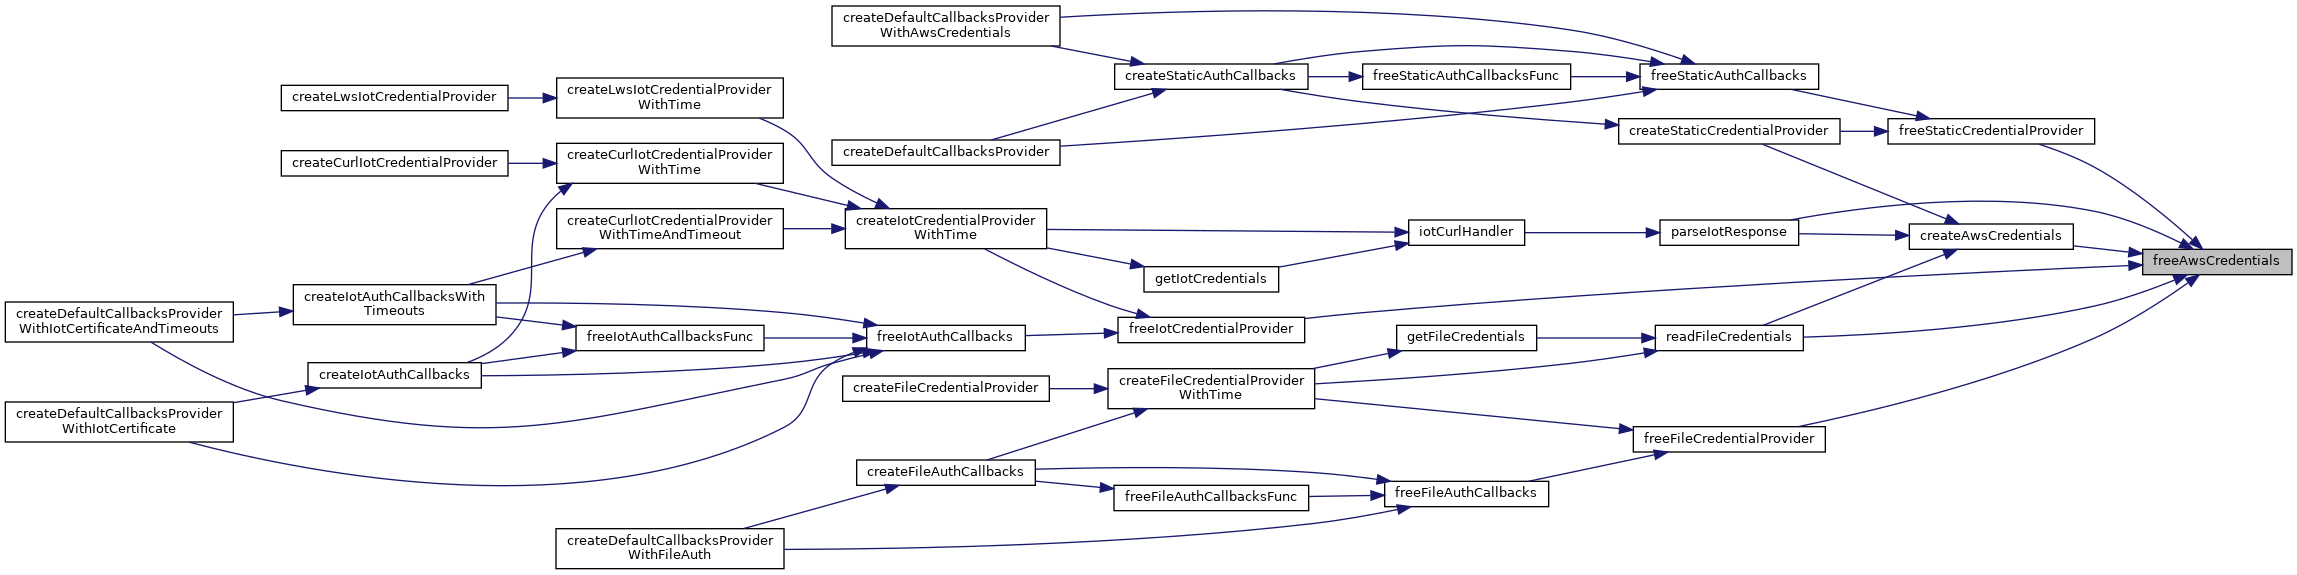 createDefaultCallbacksProvider
WithAwsCredentials
createStaticAuthCallbacks
freeStaticAuthCallbacksFunc
freeStaticAuthCallbacks
createLwsIotCredentialProvider
createLwsIotCredentialProvider
WithTime
createStaticCredentialProvider
freeStaticCredentialProvider
createDefaultCallbacksProvider
createCurlIotCredentialProvider
createCurlIotCredentialProvider
WithTime
createCurlIotCredentialProvider
WithTimeAndTimeout
createIotCredentialProvider
WithTime
iotCurlHandler
parseIotResponse
createAwsCredentials
freeAwsCredentials
getIotCredentials
createIotAuthCallbacksWith
Timeouts
createDefaultCallbacksProvider
WithIotCertificateAndTimeouts
freeIotAuthCallbacksFunc
freeIotAuthCallbacks
freeIotCredentialProvider
getFileCredentials
readFileCredentials
createIotAuthCallbacks
createFileCredentialProvider
createFileCredentialProvider
WithTime
createDefaultCallbacksProvider
WithIotCertificate
freeFileCredentialProvider
createFileAuthCallbacks
freeFileAuthCallbacksFunc
freeFileAuthCallbacks
createDefaultCallbacksProvider
WithFileAuth